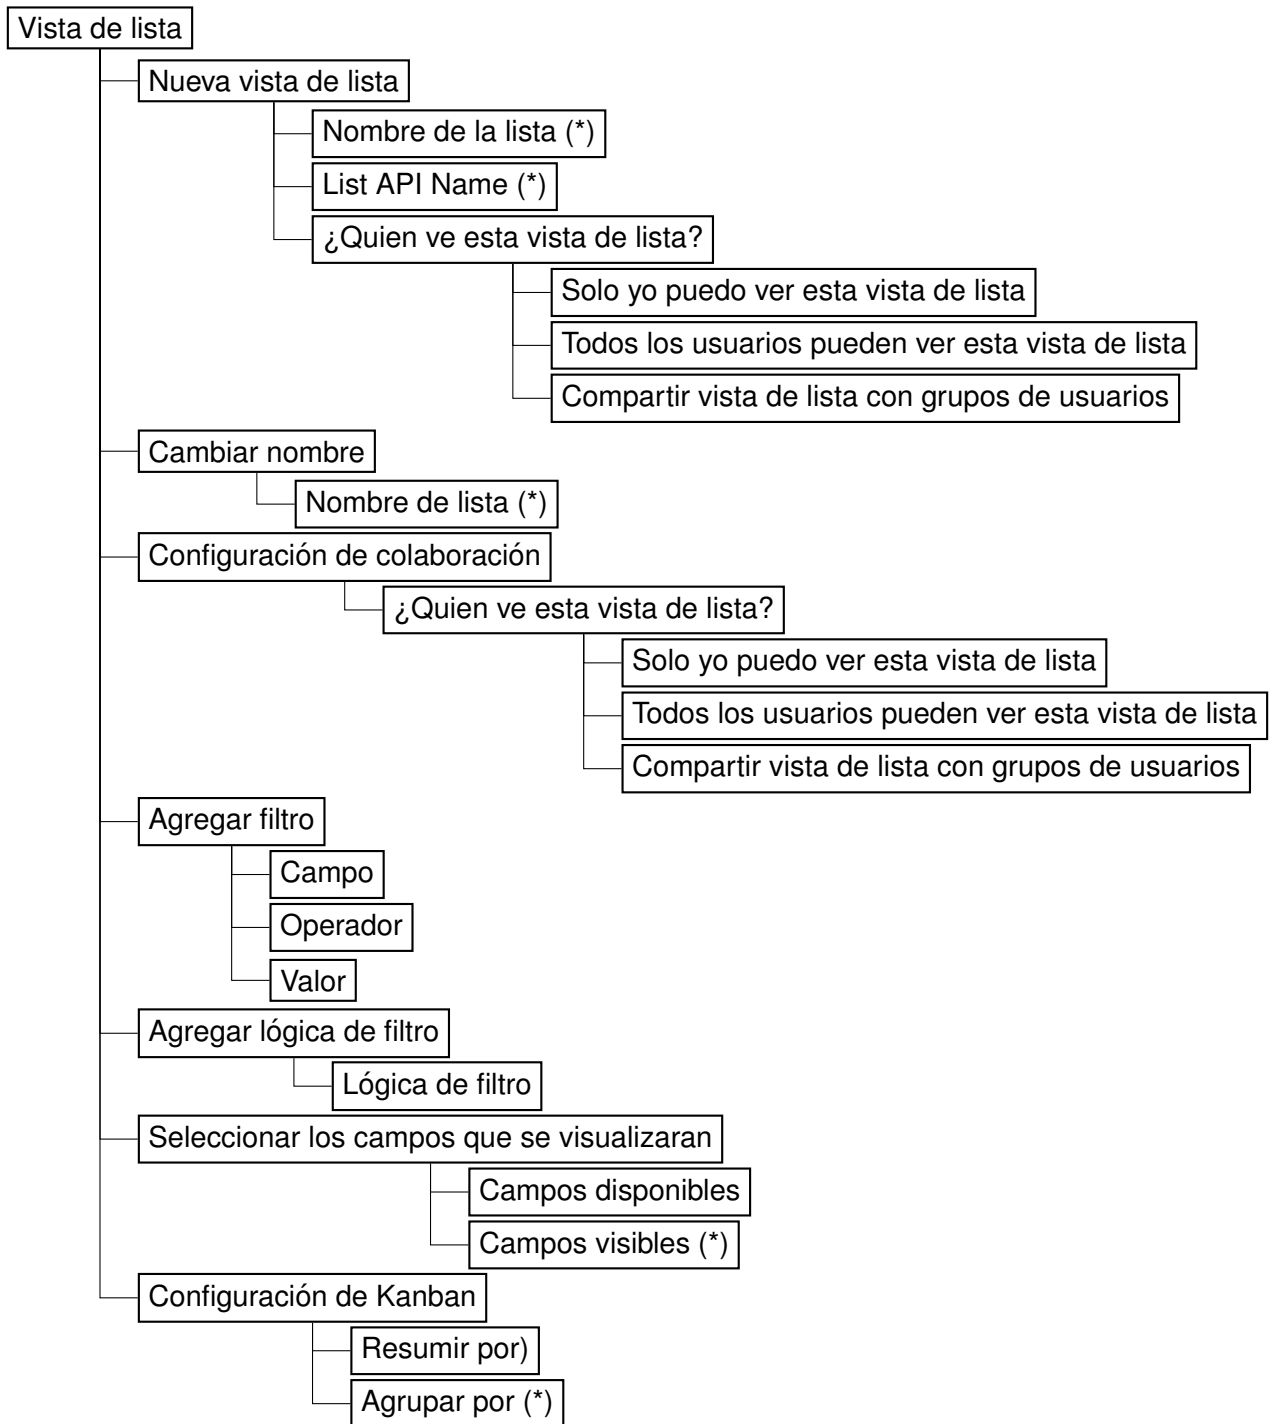 Vista de lista
Nueva vista de lista
Nombre de la lista (*)
List API Name (*)
¿Quien ve esta vista de lista?
Solo yo puedo ver esta vista de lista
Todos los usuarios pueden ver esta vista de lista
Compartir vista de lista con grupos de usuarios
Cambiar nombre
Nombre de lista (*)
Configuración de colaboración
¿Quien ve esta vista de lista?
Solo yo puedo ver esta vista de lista
Todos los usuarios pueden ver esta vista de lista
Compartir vista de lista con grupos de usuarios
Agregar filtro
Campo
Operador
Valor
Agregar lógica de filtro
Lógica de filtro
Seleccionar los campos que se visualizaran
Campos disponibles
Campos visibles (*)
Configuración de Kanban
Resumir por)
Agrupar por (*)